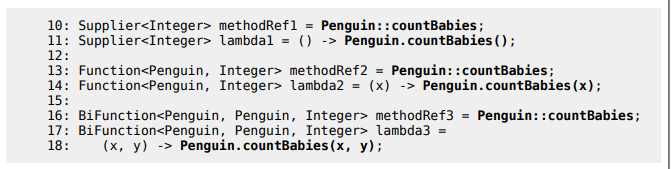 10: Supplier<Integer> methodRef1 = Penguin::countBabies;
11: Supplier<Integer> lambda1 = () -> Penguin.countBabies();
12:
13: Function<Penguin, Integer> methodRef2 = Penguin::countBabies;
14: Function<Penguin, Integer> lambda2 = (x) -> Penguin.countBabies(x);
15:
16: BiFunction<Penguin, Penguin, Integer> methodRef3 = Penguin::countBabies;
17: BiFunction<Penguin, Penguin, Integer> lambda3 =
18:    (x, y) -> Penguin.countBabies(x, y);